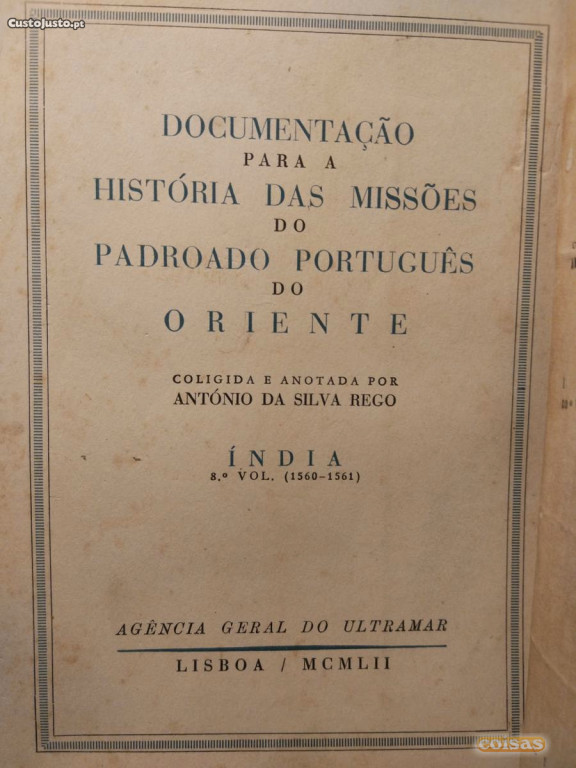 CustoJusto.pt
DOCUMENTAÇÃO
PARA A
HISTÓRIA DAS MISSÕES
DO
PADROADO PORTUGUÊS
DO
ORIENTE
COLIGIDA E ANOTADA POR
ANTÓNIO DA SILVA REGO
ÍNDIA
8.º VOL. (1560-1561)
AGÊNCIA GERAL DO ULTRAMAR
LISBOA / MCMLII
coisas